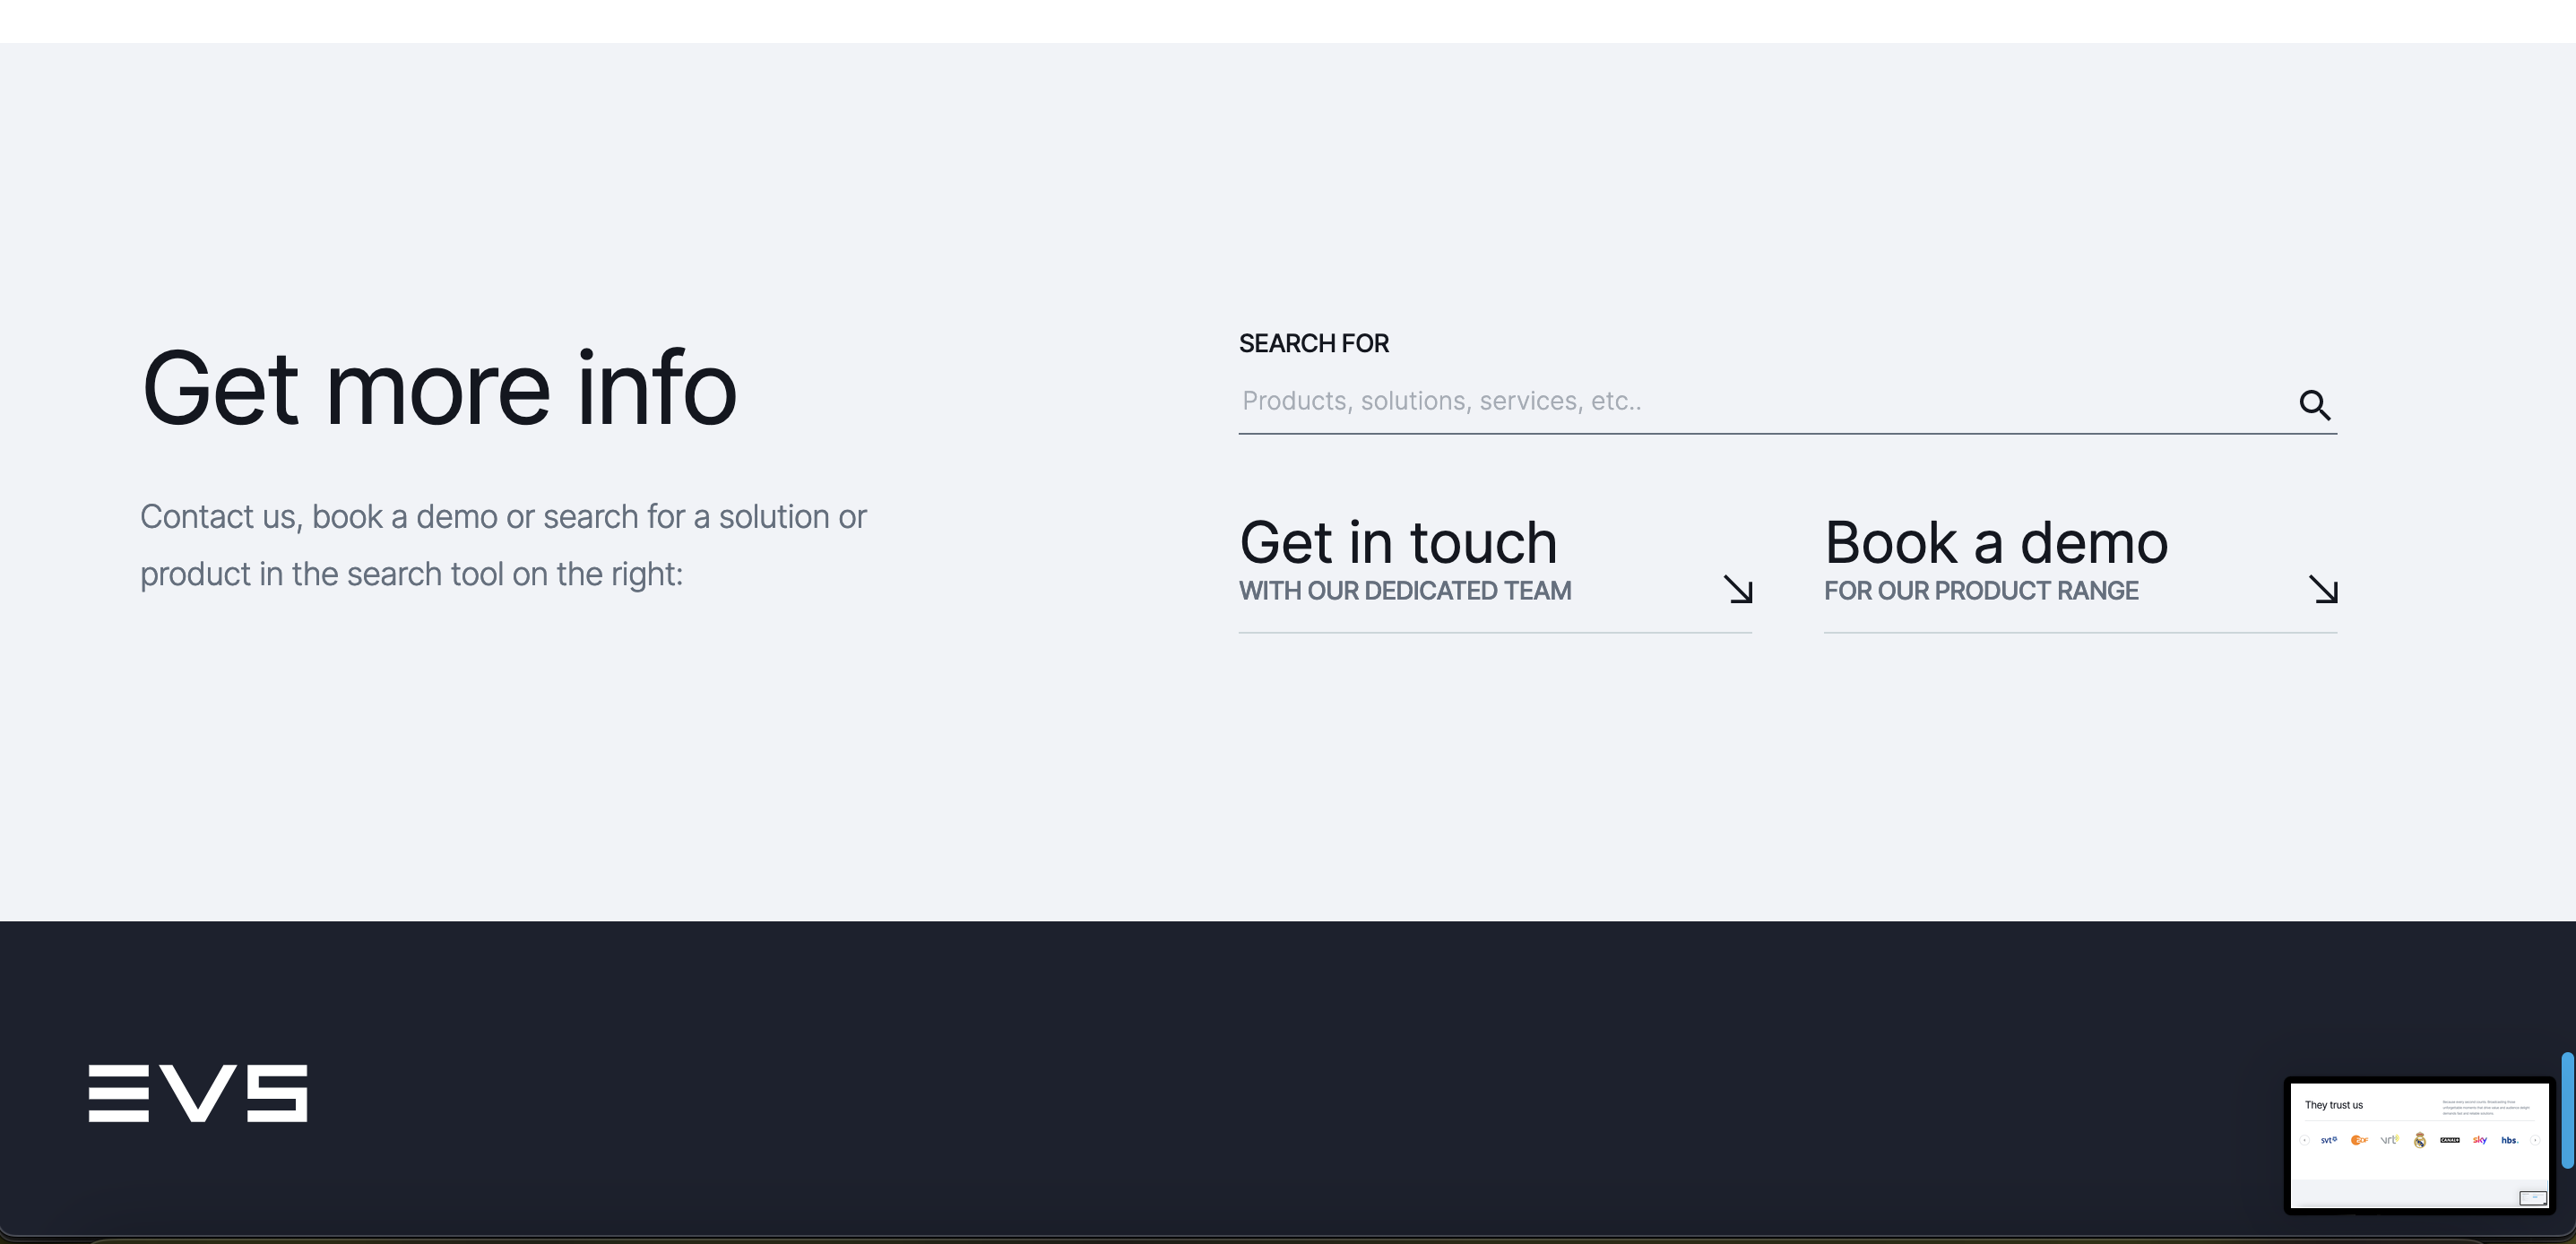 Get more info
Contact us, book a demo or search for a solution or
product in the search tool on the right:
SEARCH FOR
Products, solutions, services, etc..
Get in touch
WITH OUR DEDICATED TEAM
Book a demo
FOR OUR PRODUCT RANGE
EVS
They trust us
svt
ZDF
vrt
CANAL+
sky
hbs